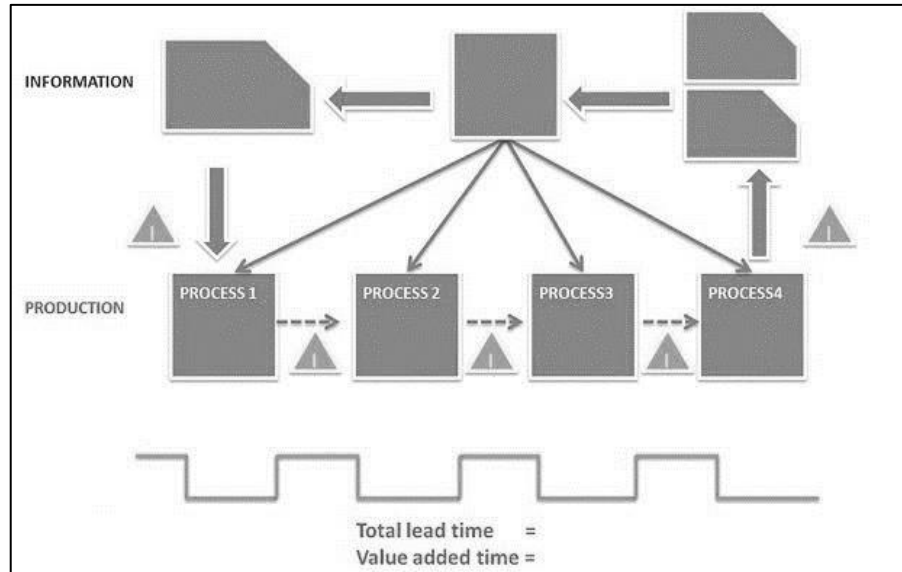 INFORMATION
I
I
PROCESS 1
PROCESS 2
PROCESS3
PROCESS4
PRODUCTION
I
I
I
Total lead time =
Value added time =